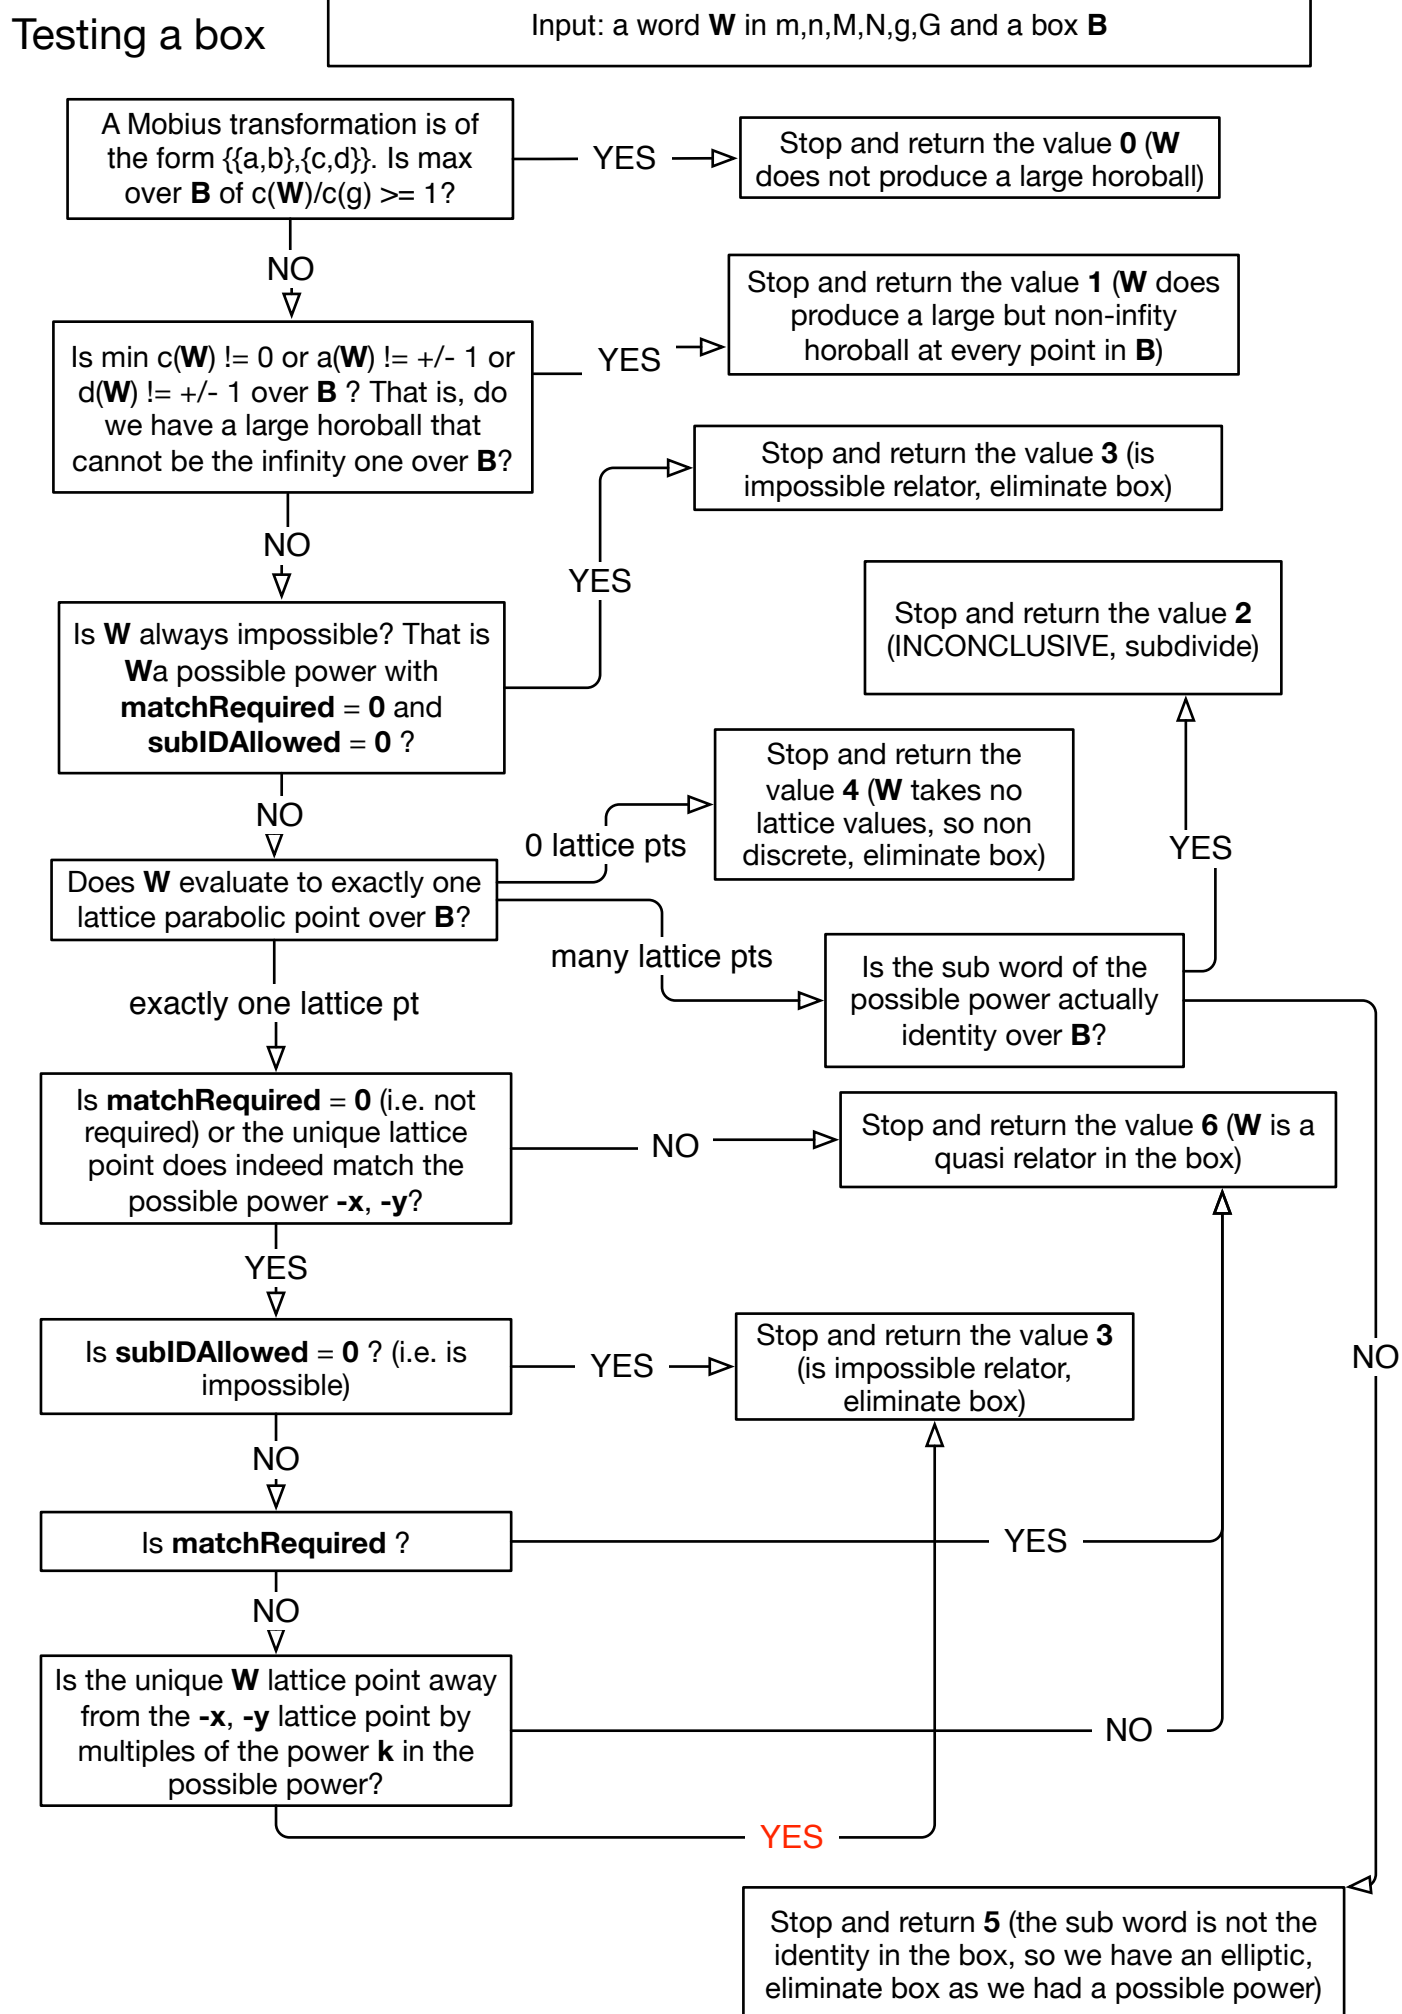 Testing a box
Input: a word W in m,n,M,N,g,G and a box B
A Mobius transformation is of
the form {{a,b},{c,d}}. Is max
over B of c(W)/c(g) >= 1?
YES
Stop and return the value 0 (W
does not produce a large horoball)
NO
Stop and return the value 1 (W does
produce a large but non-infity
horoball at every point in B)
Is min c(W) != 0 or a(W) != +/- 1 or
d(W) != +/- 1 over B ? That is, do
we have a large horoball that
cannot be the infinity one over B?
YES
Stop and return the value 3 (is
impossible relator, eliminate box)
NO
YES
Is W always impossible? That is
Wa possible power with
matchRequired = 0 and
subIDAllowed = 0 ?
Stop and return the value 2
(INCONCLUSIVE, subdivide)
NO
Stop and return the
value 4 (W takes no
lattice values, so non
discrete, eliminate box)
0 lattice pts
YES
Does W evaluate to exactly one
lattice parabolic point over B?
many lattice pts
Is the sub word of the
possible power actually
identity over B?
exactly one lattice pt
Is matchRequired = 0 (i.e. not
required) or the unique lattice
point does indeed match the
possible power -x, -y?
NO
Stop and return the value 6 (W is a
quasi relator in the box)
YES
Is subIDAllowed = 0 ? (i.e. is
impossible)
YES
Stop and return the value 3
(is impossible relator,
eliminate box)
NO
NO
Is matchRequired ?
YES
NO
Is the unique W lattice point away
from the -x, -y lattice point by
multiples of the power k in the
possible power?
NO
YES
Stop and return 5 (the sub word is not the
identity in the box, so we have an elliptic,
eliminate box as we had a possible power)